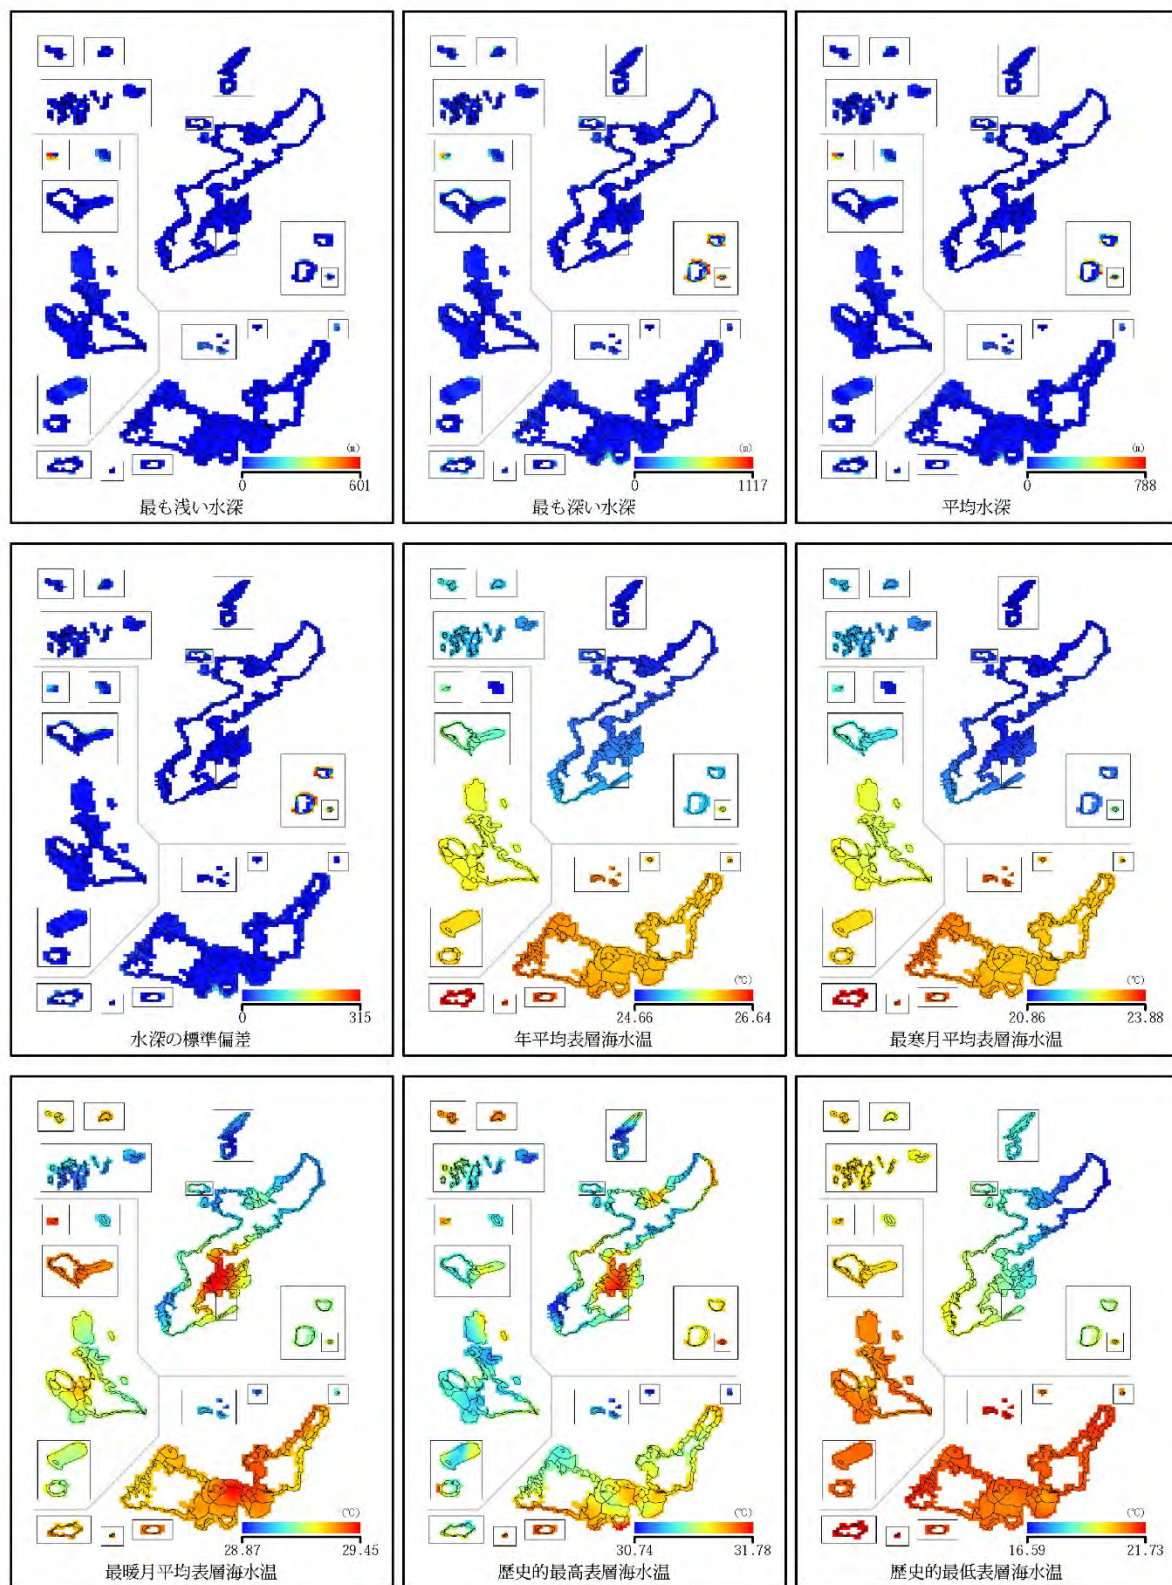 (m)
0 601
最も浅い水深
(m)
0 1117
最も深い水深
(m)
0 788
平均水深
0 315
水深の標準偏差
(℃)
24.66 26.64
年平均表層海水温
(℃)
20.86 23.88
最寒月平均表層海水温
(℃)
28.87 29.45
最暖月平均表層海水温
(℃)
30.74 31.78
歴史的最高表層海水温
(℃)
16.59 21.73
歴史的最低表層海水温